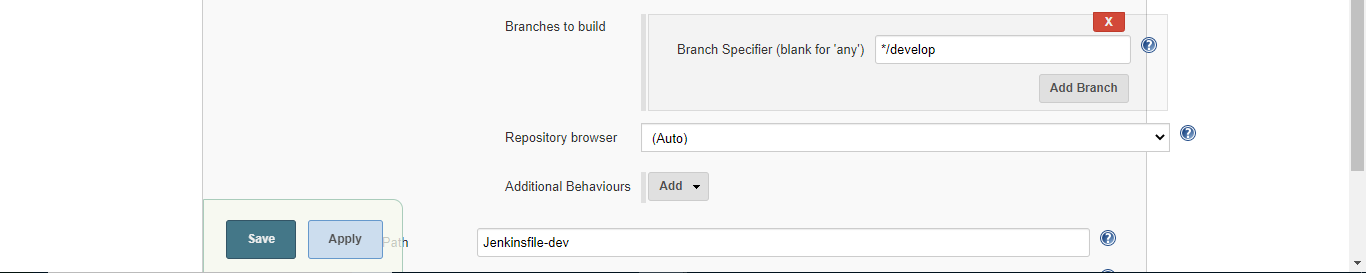 Branches to build
X
Branch Specifier (blank for 'any') */develop
Add Branch
Repository browser (Auto)
Additional Behaviours Add
Save Apply Path Jenkinsfile-dev